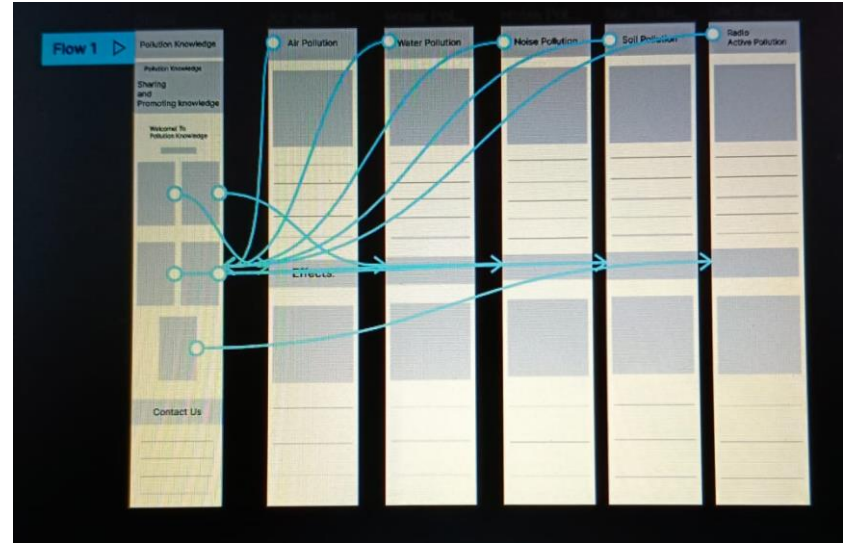 Flow 1
Pollution Knowledge
Pollution Knowledge
Sharing
and
Promoting knowledge
Welcome! To
Pollution Knowledge
Contact Us
Air Pollution
Effects.
Water Pollution
Noise Pollution
Soil Pollution
Radio
Active Pollution